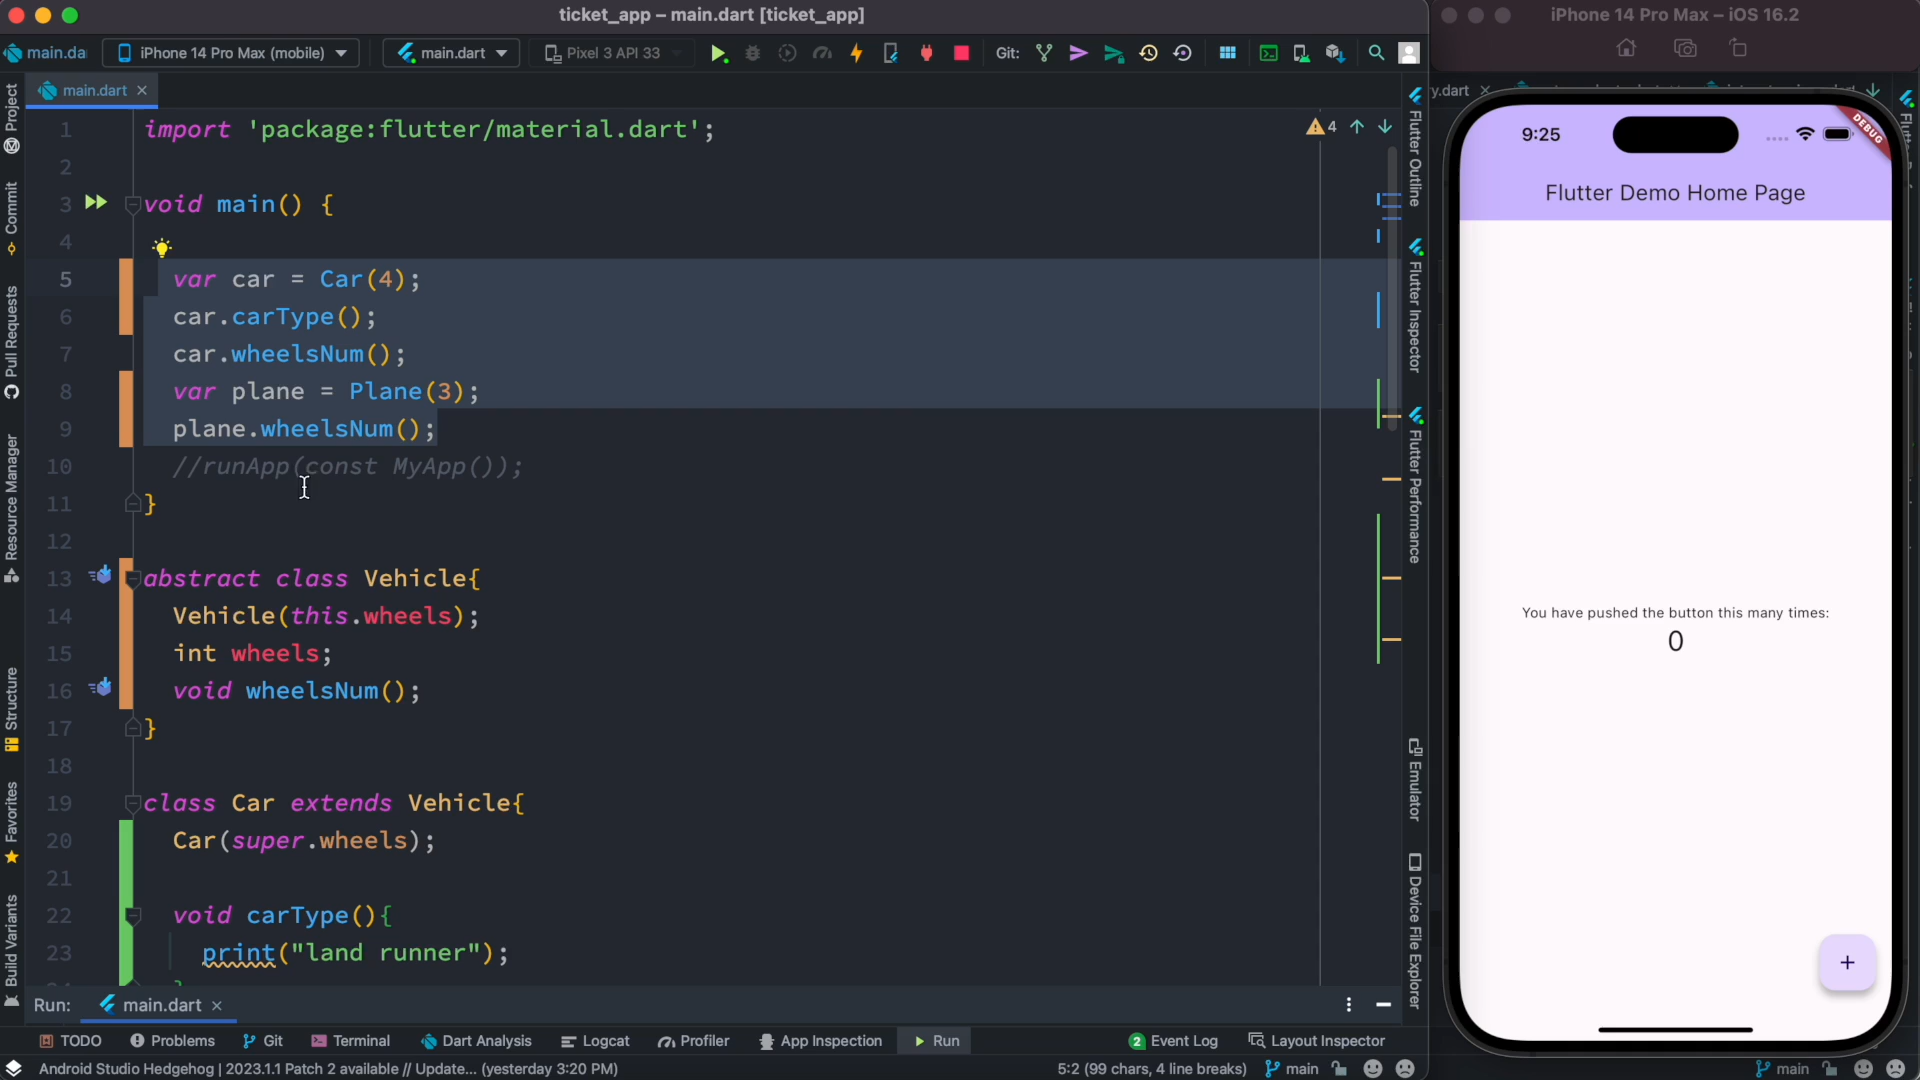 ticket_app – main.dart [ticket_app]
main.da
iPhone 14 Pro Max (mobile)
main.dart
Pixel 3 API 33
Git:
main.dart
1 import 'package:flutter/material.dart';
2
3 void main() {
4
5 var car = Car(4);
6 car.carType();
7 car.wheelsNum();
8 var plane = Plane(3);
9 plane.wheelsNum();
10 //runApp(const MyApp());
11 }
12
13 abstract class Vehicle{
14 Vehicle(this.wheels);
15 int wheels;
16 void wheelsNum();
17 }
18
19 class Car extends Vehicle{
20 Car(super.wheels);
21
22 void carType(){
23 print("land runner");
4
Project
Commit
Pull Requests
Resource Manager
Structure
Favorites
Build Variants
Flutter Outline
Flutter Inspector
Flutter Performance
Emulator
Device File Explorer
Run:
main.dart
TODO
Problems
Git
Terminal
Dart Analysis
Logcat
Profiler
App Inspection
Run
2 Event Log
Layout Inspector
Android Studio Hedgehog | 2023.1.1 Patch 2 available // Update... (yesterday 3:20 PM)
5:2 (99 chars, 4 line breaks)
main
iPhone 14 Pro Max – iOS 16.2
y.dart
9:25
DEBUG
Flutter Demo Home Page
You have pushed the button this many times:
0
+
main